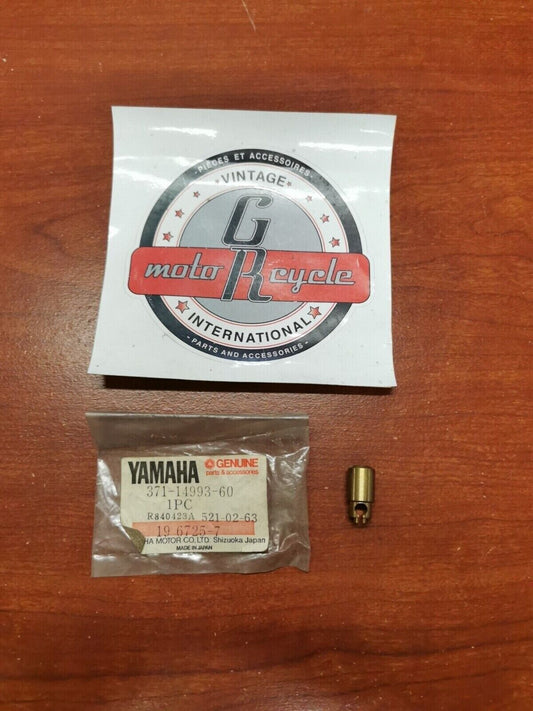 - PIÈCES ET ACCESSOIRES -
VINTAGE
GR
moto cycle
INTERNATIONAL
- PARTS AND ACCESSORIES -
YAMAHA GENUINE
parts & accessories
371-14993-60
1PC
R840423A 521-02-63
19 6725-7
HA MOTOR CO., LTD. Shizuoka Japan
MADE IN JAPAN